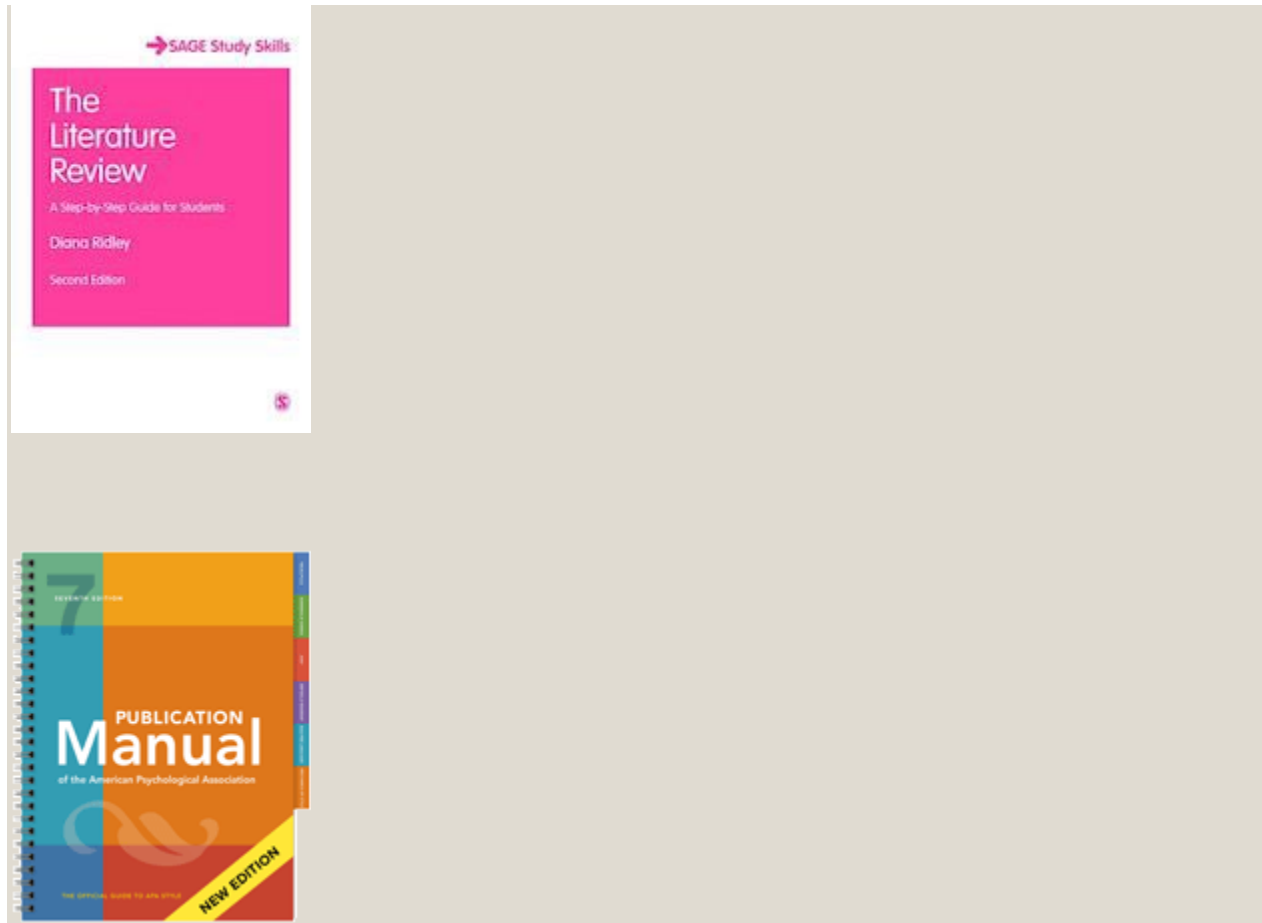 SAGE Study Skills
The
Literature
Review
A Step-by-Step Guide for Students
Diana Ridley
Second Edition
S
7
SEVENTH EDITION
PUBLICATION
Manual
of the American Psychological Association
THE OFFICIAL GUIDE TO APA STYLE
NEW EDITION